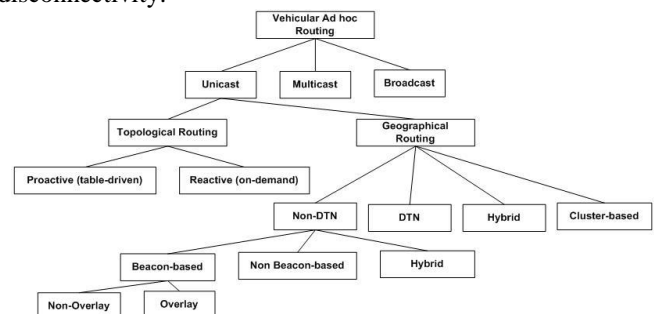 disconnectivity.
Vehicular Ad hoc
Routing
Unicast
Multicast
Broadcast
Topological Routing
Geographical
Routing
Proactive (table-driven)
Reactive (on-demand)
Non-DTN
DTN
Hybrid
Cluster-based
Beacon-based
Non Beacon-based
Hybrid
Non-Overlay
Overlay